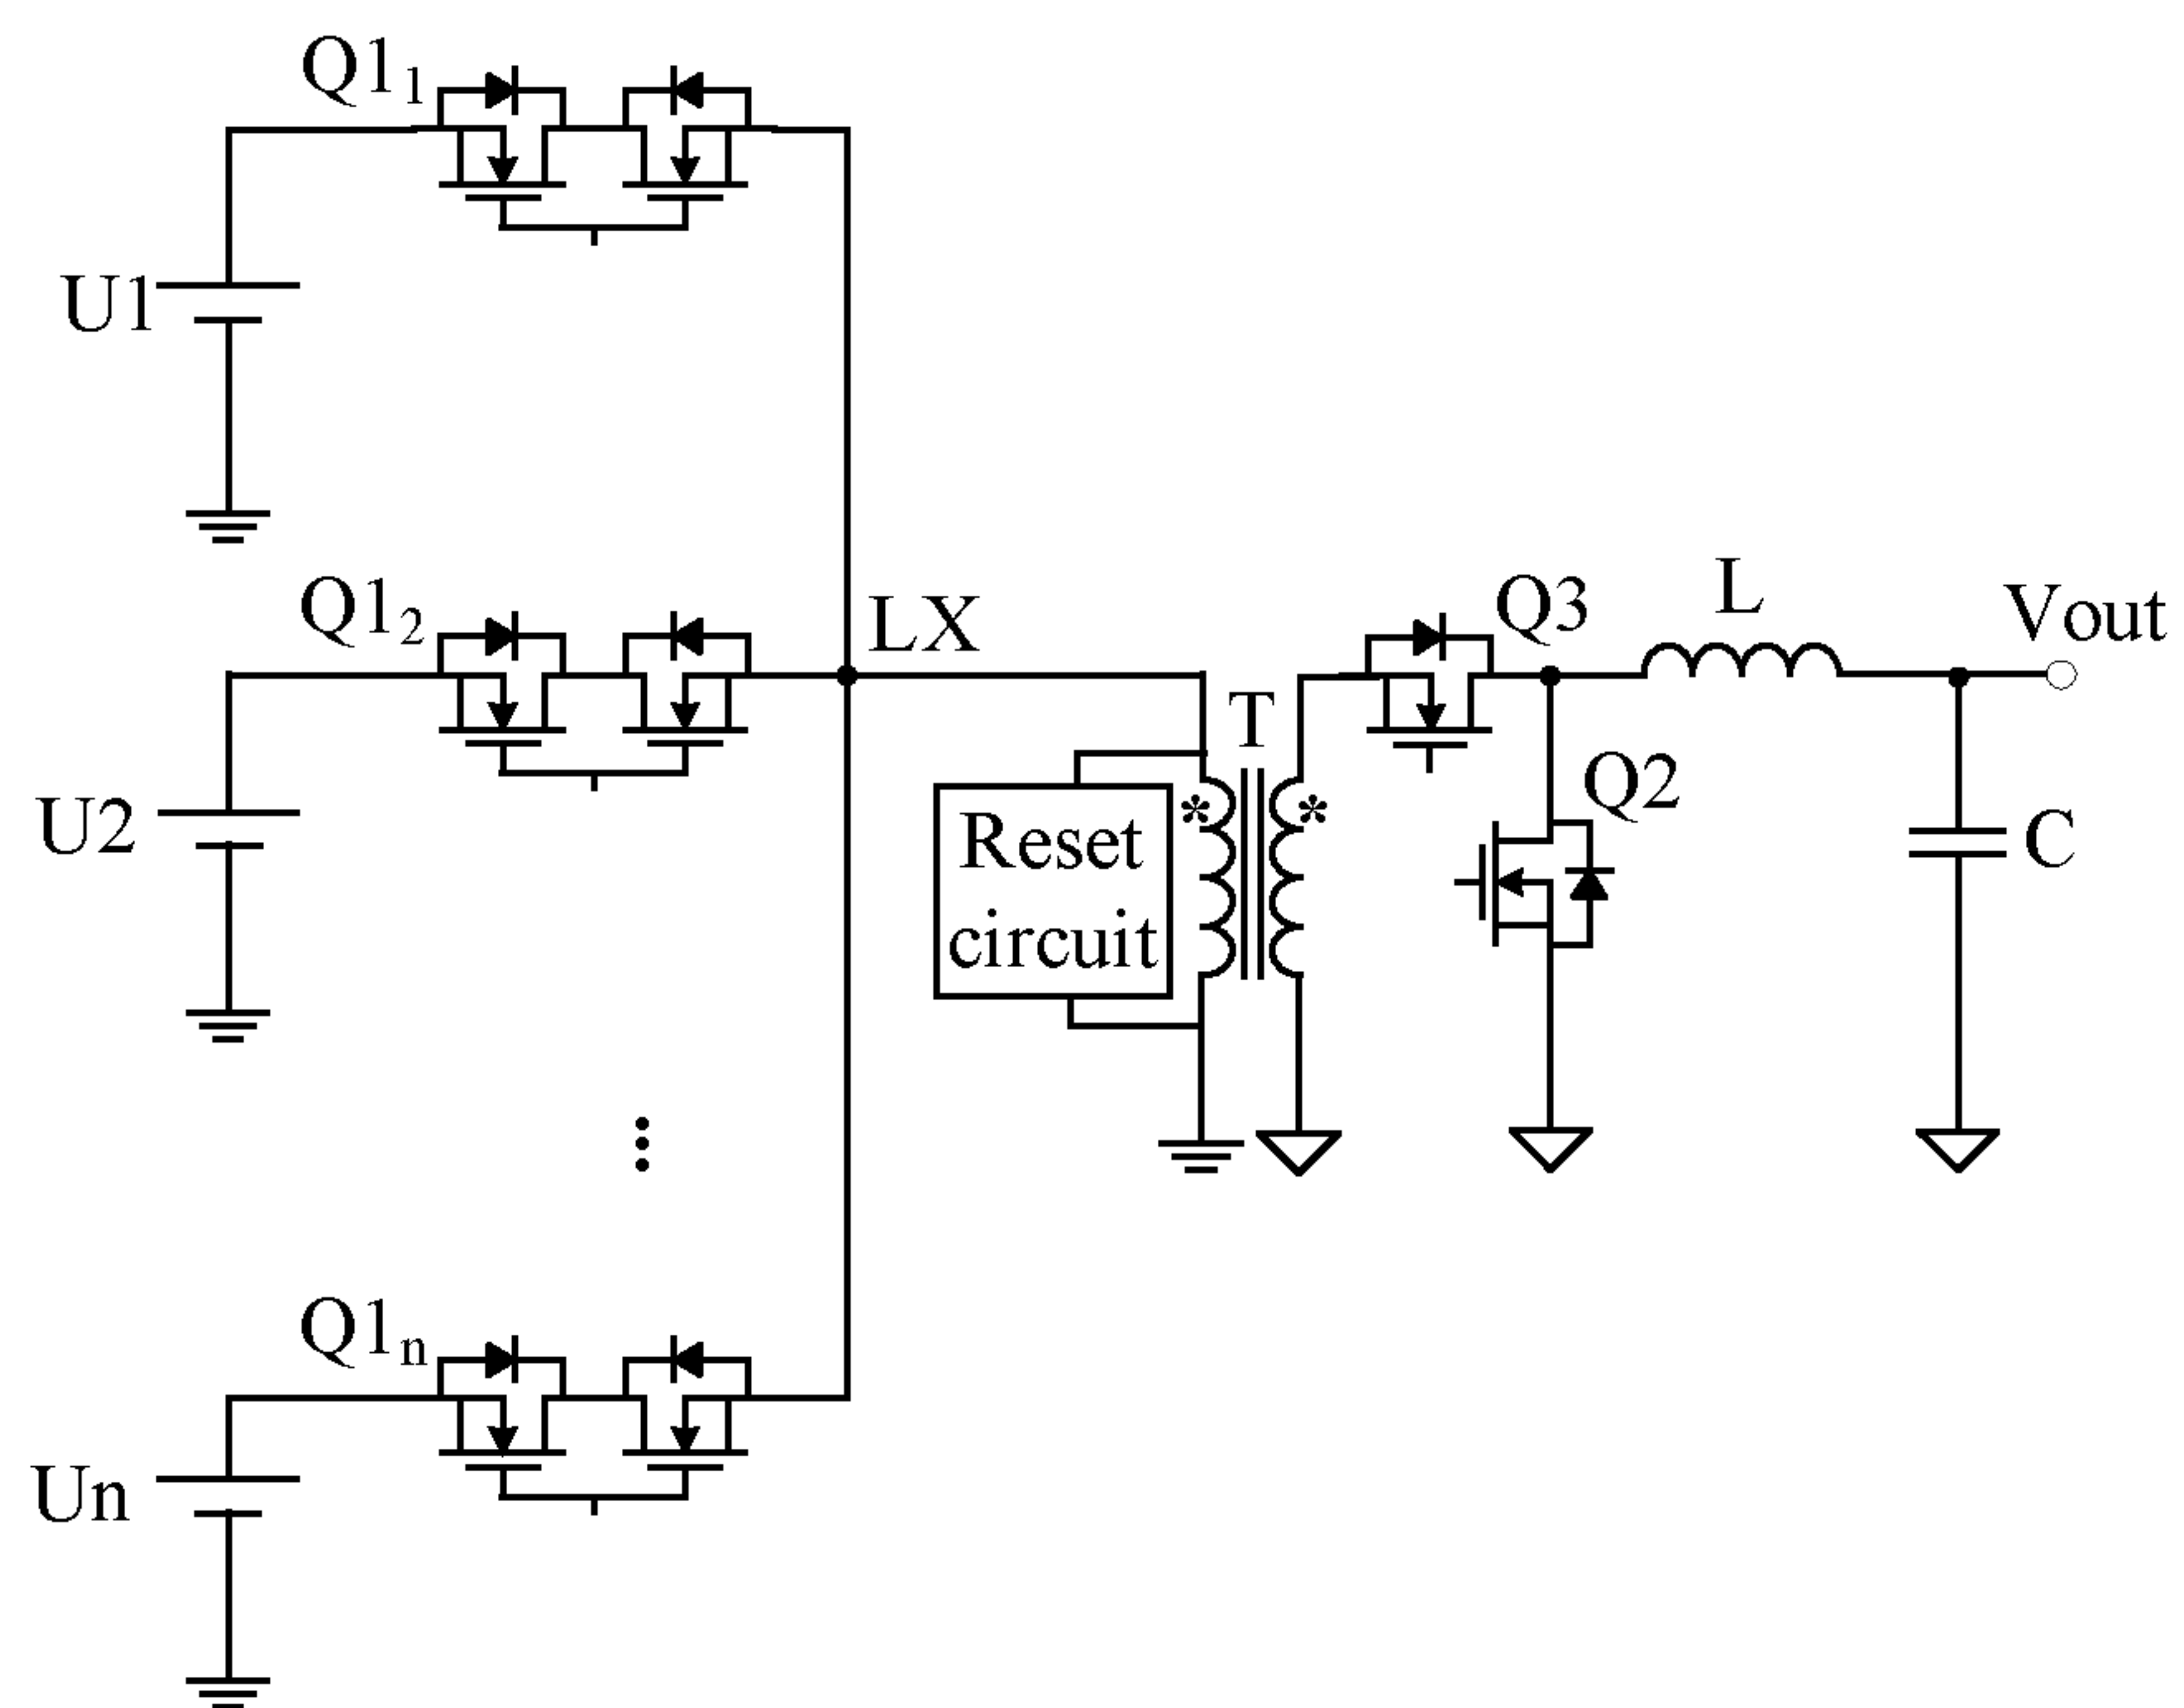 Q1₁
U1
Q1₂
LX
Q3
L
Vout
T
U2
Reset
circuit
*
*
Q2
C
Q1ₙ
Un